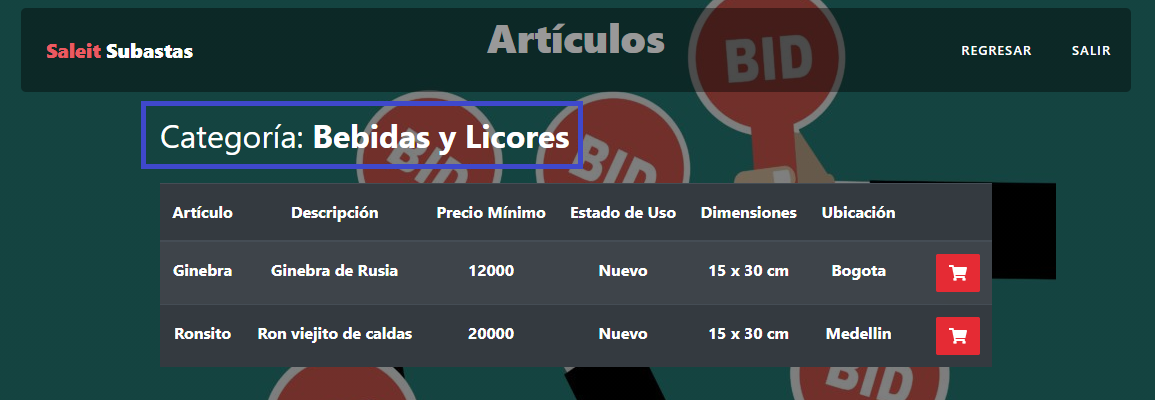 Artículos
Saleit Subastas REGRESAR SALIR
BID
Categoría: Bebidas y Licores
BID BID
Artículo Descripción Precio Mínimo Estado de Uso Dimensiones Ubicación
Ginebra Ginebra de Rusia 12000 Nuevo 15 x 30 cm Bogota
Ronsito Ron viejito de caldas 20000 Nuevo 15 x 30 cm Medellin
BID BID